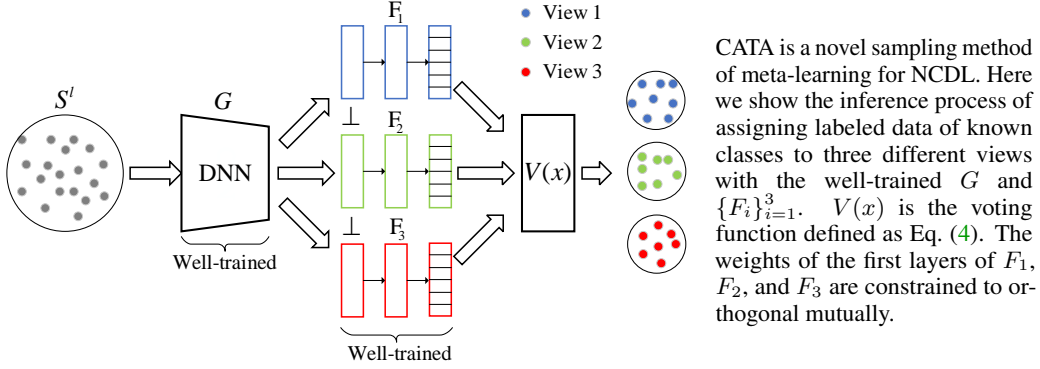 F₁
View 1
View 2
View 3
Sˡ
G
DNN
Well-trained
⊥
F₂
⊥
F₃
Well-trained
V(x)
CATA is a novel sampling method
of meta-learning for NCDL. Here
we show the inference process of
assigning labeled data of known
classes to three different views
with the well-trained G and
{Fᵢ}³ᵢ₌₁. V(x) is the voting
function defined as Eq. (4). The
weights of the first layers of F₁,
F₂, and F₃ are constrained to or-
thogonal mutually.